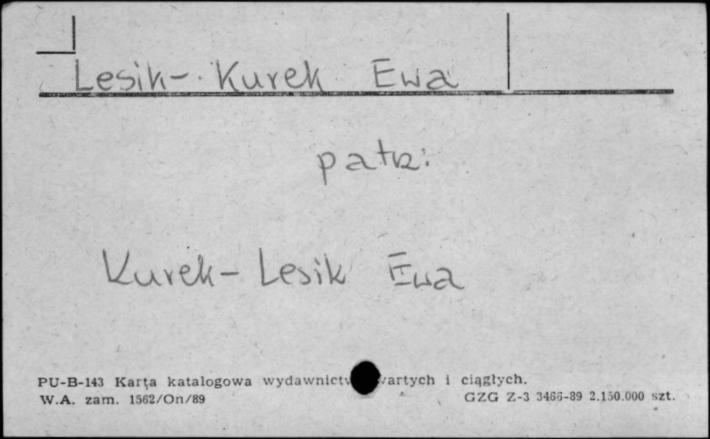 Lesik- Kurek Ewa
patrz:
Kurek- Lesik Ewa
PU-B-143 Karta katalogowa wydawnictw zwartych i ciągłych.
W.A. zam. 1562/On/89 GZG Z-3 3466-89 2.150.000 szt.